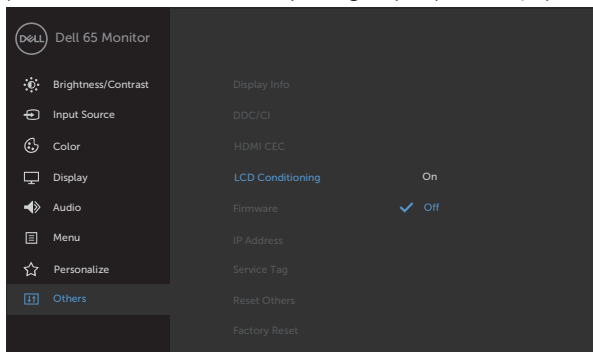 DELL Dell 65 Monitor
Brightness/Contrast
Input Source
Color
Display
Audio
Menu
Personalize
Others
Display Info
DDC/CI
HDMI CEC
LCD Conditioning On
Firmware Off
IP Address
Service Tag
Reset Others
Factory Reset